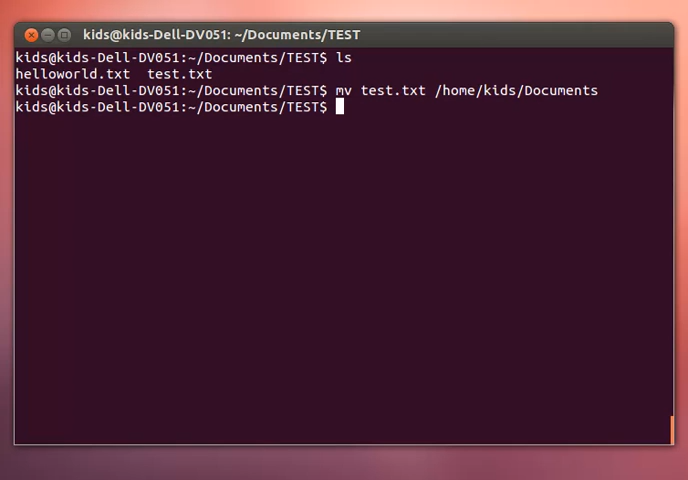 kids@kids-Dell-DV051: ~/Documents/TEST
kids@kids-Dell-DV051:~/Documents/TEST$ ls
helloworld.txt  test.txt
kids@kids-Dell-DV051:~/Documents/TEST$ mv test.txt /home/kids/Documents
kids@kids-Dell-DV051:~/Documents/TEST$